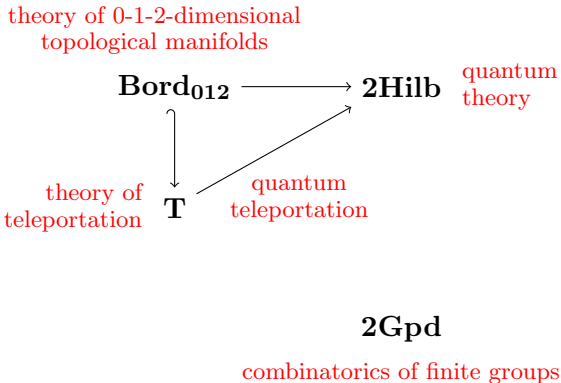 theory of 0-1-2-dimensional
topological manifolds
Bord₀₁₂
2Hilb
quantum
theory
theory of
teleportation
T
quantum
teleportation
2Gpd
combinatorics of finite groups